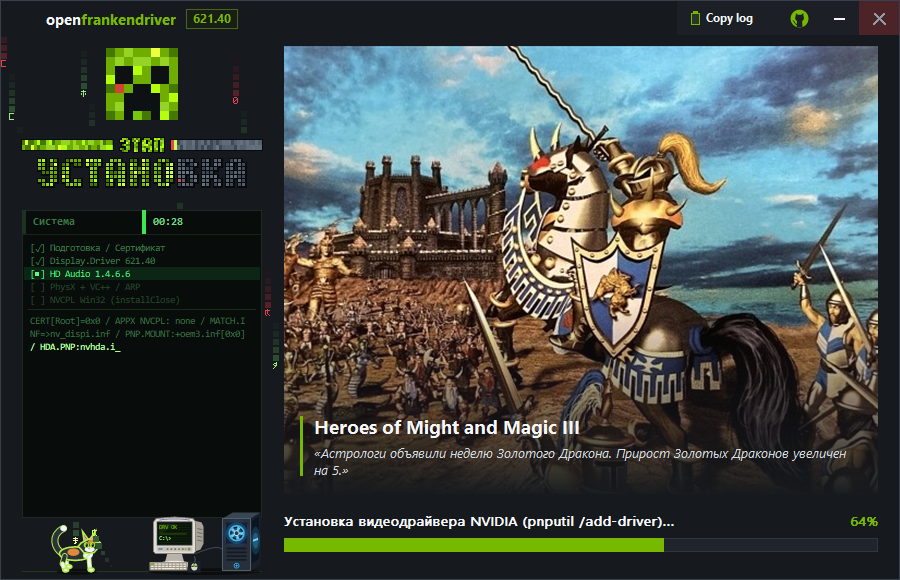 openfrankendriver 621.40
Copy log
ЭТАП
УСТАНОВКА
Система 00:28
[✓] Подготовка / Сертификат
[✓] Display.Driver 621.40
[▪] HD Audio 1.4.6.6
[ ] PhysX + VC++ / ARP
[ ] NVCPL Win32 (installClose)
CERT[Root]=0x0 / APPX NVCPL: none / MATCH.I
NF=>nv_dispi.inf / PNP.MOUNT:+oem3.inf[0x0]
/ HDA.PNP:nvhda.i_
DRV OK
C:\>
Heroes of Might and Magic III
«Астрологи объявили неделю Золотого Дракона. Прирост Золотых Драконов увеличен
на 5.»
Установка видеодрайвера NVIDIA (pnputil /add-driver)... 64%